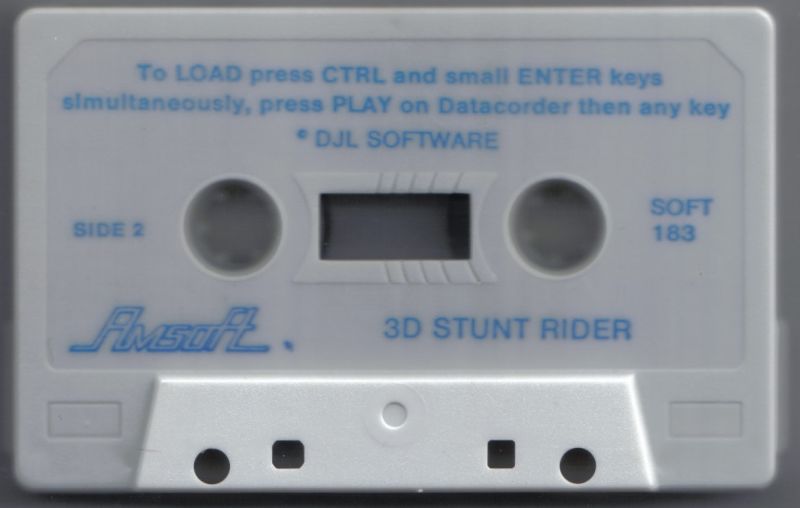 To LOAD press CTRL and small ENTER keys
simultaneously, press PLAY on Datacorder then any key
© DJL SOFTWARE
SIDE 2
SOFT
183
Amsoft
3D STUNT RIDER